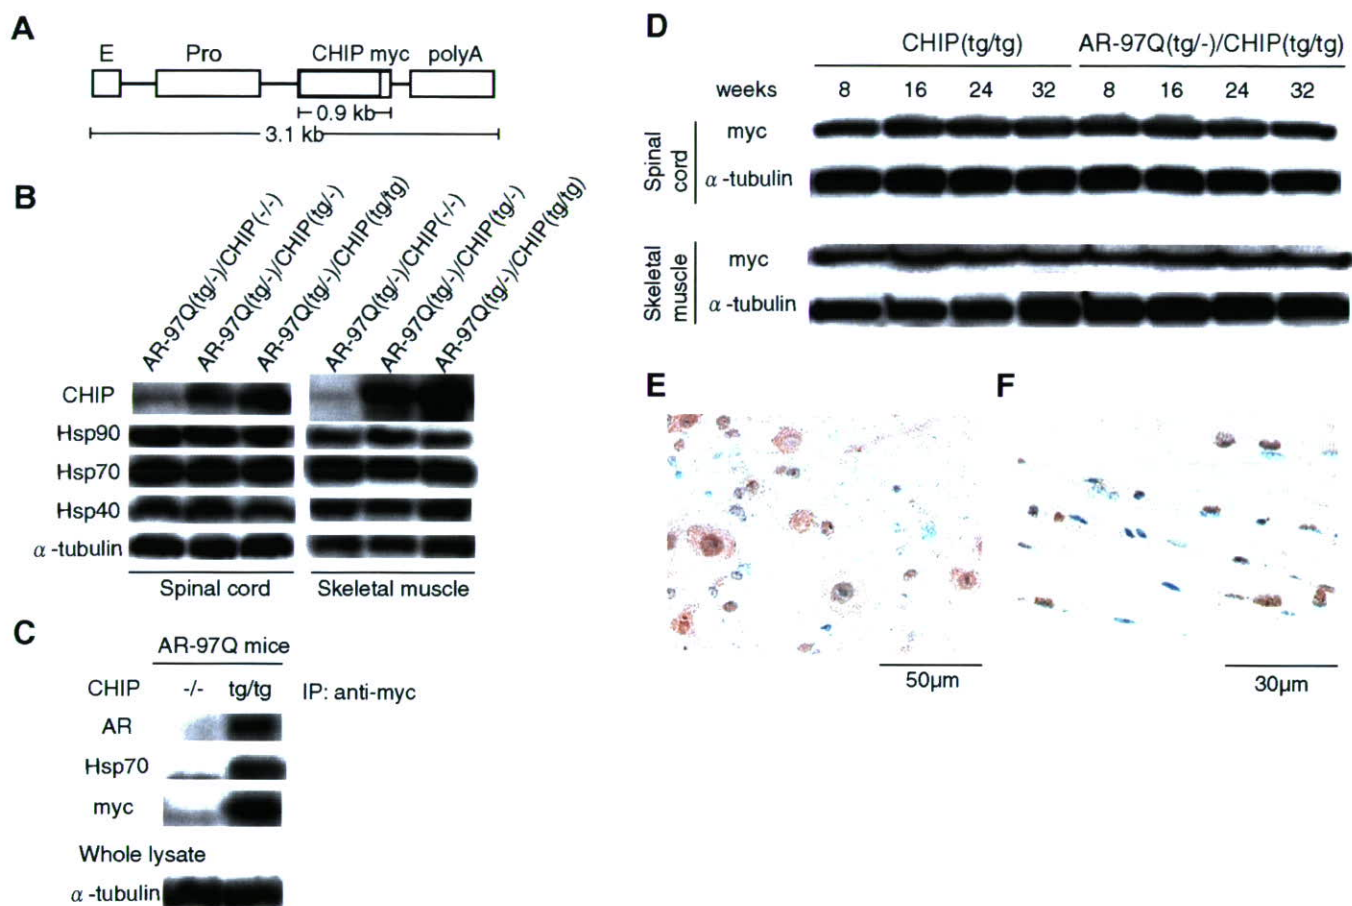 A
E Pro CHIP myc polyA
0.9 kb
3.1 kb
B
AR-97Q(tg/-)/CHIP(-/-)
AR-97Q(tg/-)/CHIP(tg/-)
AR-97Q(tg/-)/CHIP(tg/tg)
AR-97Q(tg/-)/CHIP(-/-)
AR-97Q(tg/-)/CHIP(tg/-)
AR-97Q(tg/-)/CHIP(tg/tg)
CHIP
Hsp90
Hsp70
Hsp40
α-tubulin
Spinal cord Skeletal muscle
C
AR-97Q mice
CHIP -/- tg/tg IP: anti-myc
AR
Hsp70
myc
Whole lysate
α-tubulin
D
CHIP(tg/tg) AR-97Q(tg/-)/CHIP(tg/tg)
weeks 8 16 24 32 8 16 24 32
Spinal
cord
myc
α-tubulin
Skeletal
muscle
myc
α-tubulin
E
50μm
F
30μm